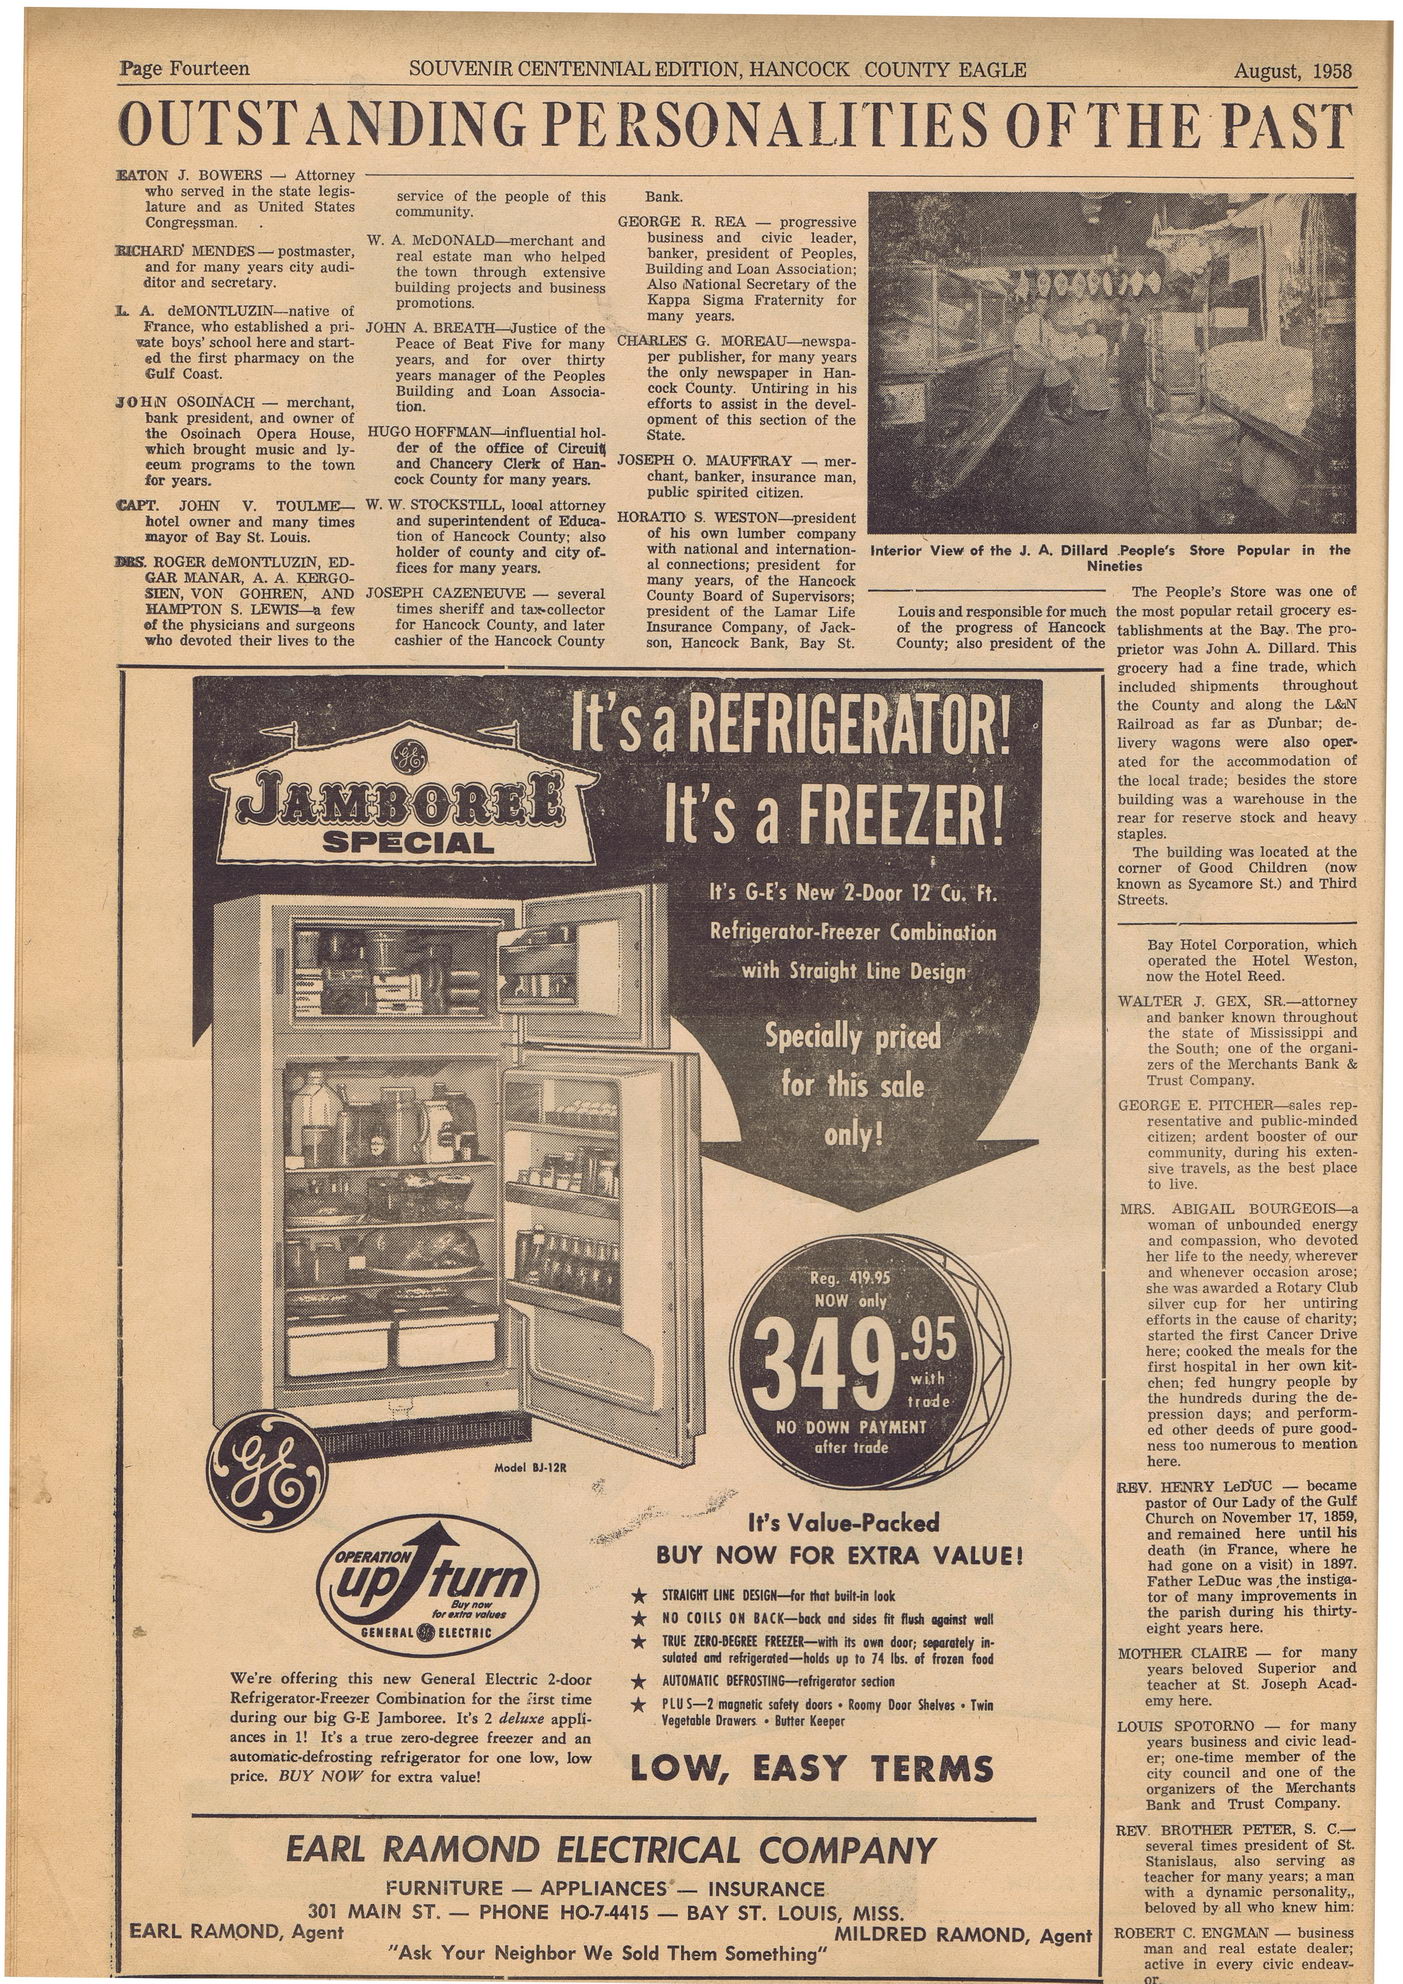 Page Fourteen
SOUVENIR CENTENNIAL EDITION, HANCOCK COUNTY EAGLE
August, 1958
OUTSTANDING PERSONALITIES OF THE PAST
EATON J. BOWERS — Attorney
who served in the state legis-
lature and as United States
Congressman.
RICHARD MENDES — postmaster,
and for many years city audi-
ditor and secretary.
L. A. deMONTLUZIN—native of
France, who established a pri-
vate boys' school here and start-
ed the first pharmacy on the
Gulf Coast.
JOHN OSOINACH — merchant,
bank president, and owner of
the Osoinach Opera House,
which brought music and ly-
ceum programs to the town
for years.
CAPT. JOHN V. TOULME—
hotel owner and many times
mayor of Bay St. Louis.
DRS. ROGER deMONTLUZIN, ED-
GAR MANAR, A. A. KERGO-
SIEN, VON GOHREN, AND
HAMPTON S. LEWIS—a few
of the physicians and surgeons
who devoted their lives to the
service of the people of this
community.
W. A. McDONALD—merchant and
real estate man who helped
the town through extensive
building projects and business
promotions.
JOHN A. BREATH—Justice of the
Peace of Beat Five for many
years, and for over thirty
years manager of the Peoples
Building and Loan Associa-
tion.
HUGO HOFFMAN—influential hol-
der of the office of Circuit
and Chancery Clerk of Han-
cock County for many years.
W. W. STOCKSTILL, local attorney
and superintendent of Educa-
tion of Hancock County; also
holder of county and city of-
fices for many years.
JOSEPH CAZENEUVE — several
times sheriff and tax-collector
for Hancock County, and later
cashier of the Hancock County
Bank.
GEORGE R. REA — progressive
business and civic leader,
banker, president of Peoples,
Building and Loan Association;
Also National Secretary of the
Kappa Sigma Fraternity for
many years.
CHARLES G. MOREAU—newspa-
per publisher, for many years
the only newspaper in Han-
cock County. Untiring in his
efforts to assist in the devel-
opment of this section of the
State.
JOSEPH O. MAUFFRAY — mer-
chant, banker, insurance man,
public spirited citizen.
HORATIO S. WESTON—president
of his own lumber company
with national and internation-
al connections; president for
many years, of the Hancock
County Board of Supervisors;
president of the Lamar Life
Insurance Company, of Jack-
son, Hancock Bank, Bay St.
Interior View of the J. A. Dillard People's Store Popular in the
Nineties
Louis and responsible for much
of the progress of Hancock
County; also president of the
The People's Store was one of
the most popular retail grocery es-
tablishments at the Bay. The pro-
prietor was John A. Dillard. This
grocery had a fine trade, which
included shipments throughout
the County and along the L&N
Railroad as far as Dunbar; de-
livery wagons were also oper-
ated for the accommodation of
the local trade; besides the store
building was a warehouse in the
rear for reserve stock and heavy
staples.
The building was located at the
corner of Good Children (now
known as Sycamore St.) and Third
Streets.
Bay Hotel Corporation, which
operated the Hotel Weston,
now the Hotel Reed.
WALTER J. GEX, SR.—attorney
and banker known throughout
the state of Mississippi and
the South; one of the organi-
zers of the Merchants Bank &
Trust Company.
GEORGE E. PITCHER—sales rep-
resentative and public-minded
citizen; ardent booster of our
community, during his exten-
sive travels, as the best place
to live.
MRS. ABIGAIL BOURGEOIS—a
woman of unbounded energy
and compassion, who devoted
her life to the needy, wherever
and whenever occasion arose;
she was awarded a Rotary Club
silver cup for her untiring
efforts in the cause of charity;
started the first Cancer Drive
here; cooked the meals for the
first hospital in her own kit-
chen; fed hungry people by
the hundreds during the de-
pression days; and perform-
ed other deeds of pure good-
ness too numerous to mention
here.
REV. HENRY LeDUC — became
pastor of Our Lady of the Gulf
Church on November 17, 1859,
and remained here until his
death (in France, where he
had gone on a visit) in 1897.
Father LeDuc was the instiga-
tor of many improvements in
the parish during his thirty-
eight years here.
MOTHER CLAIRE — for many
years beloved Superior and
teacher at St. Joseph Acad-
emy here.
LOUIS SPOTORNO — for many
years business and civic lead-
er; one-time member of the
city council and one of the
organizers of the Merchants
Bank and Trust Company.
REV. BROTHER PETER, S. C.—
several times president of St.
Stanislaus, also serving as
teacher for many years; a man
with a dynamic personality,,
beloved by all who knew him.
ROBERT C. ENGMAN — business
man and real estate dealer;
active in every civic endeav-
or.
GE
JAMBOREE
SPECIAL
It's a REFRIGERATOR!
It's a FREEZER!
It's G-E's New 2-Door 12 Cu. Ft.
Refrigerator-Freezer Combination
with Straight Line Design
Specially priced
for this sale
only!
Reg. 419.95
NOW only
349.95
with
trade
NO DOWN PAYMENT
after trade
GE
Model BJ-12R
OPERATION
up turn
Buy now
for extra values
GENERAL GE ELECTRIC
We're offering this new General Electric 2-door
Refrigerator-Freezer Combination for the first time
during our big G-E Jamboree. It's 2 deluxe appli-
ances in 1! It's a true zero-degree freezer and an
automatic-defrosting refrigerator for one low, low
price. BUY NOW for extra value!
It's Value-Packed
BUY NOW FOR EXTRA VALUE!
★ STRAIGHT LINE DESIGN—for that built-in look
★ NO COILS ON BACK—back and sides fit flush against wall
★ TRUE ZERO-DEGREE FREEZER—with its own door; separately in-
sulated and refrigerated—holds up to 74 lbs. of frozen food
★ AUTOMATIC DEFROSTING—refrigerator section
★ PLUS—2 magnetic safety doors • Roomy Door Shelves • Twin
Vegetable Drawers • Butter Keeper
LOW, EASY TERMS
EARL RAMOND ELECTRICAL COMPANY
FURNITURE — APPLIANCES — INSURANCE
301 MAIN ST. — PHONE HO-7-4415 — BAY ST. LOUIS, MISS.
EARL RAMOND, Agent
MILDRED RAMOND, Agent
"Ask Your Neighbor We Sold Them Something"